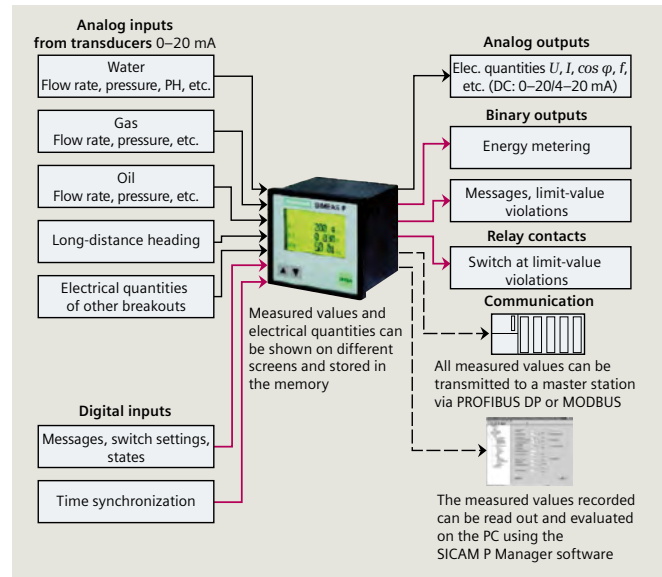 Analog inputs
from transducers 0–20 mA
Water
Flow rate, pressure, PH, etc.
Gas
Flow rate, pressure, etc.
Oil
Flow rate, pressure, etc.
Long-distance heading
Electrical quantities
of other breakouts
Digital inputs
Messages, switch settings,
states
Time synchronization
SIMEAS P
Measured values and
electrical quantities can
be shown on different
screens and stored in
the memory
Analog outputs
Elec. quantities U, I, cos φ, f,
etc. (DC: 0–20/4–20 mA)
Binary outputs
Energy metering
Messages, limit-value
violations
Relay contacts
Switch at limit-value
violations
Communication
All measured values can be
transmitted to a master station
via PROFIBUS DP or MODBUS
The measured values recorded
can be read out and evaluated
on the PC using the
SICAM P Manager software